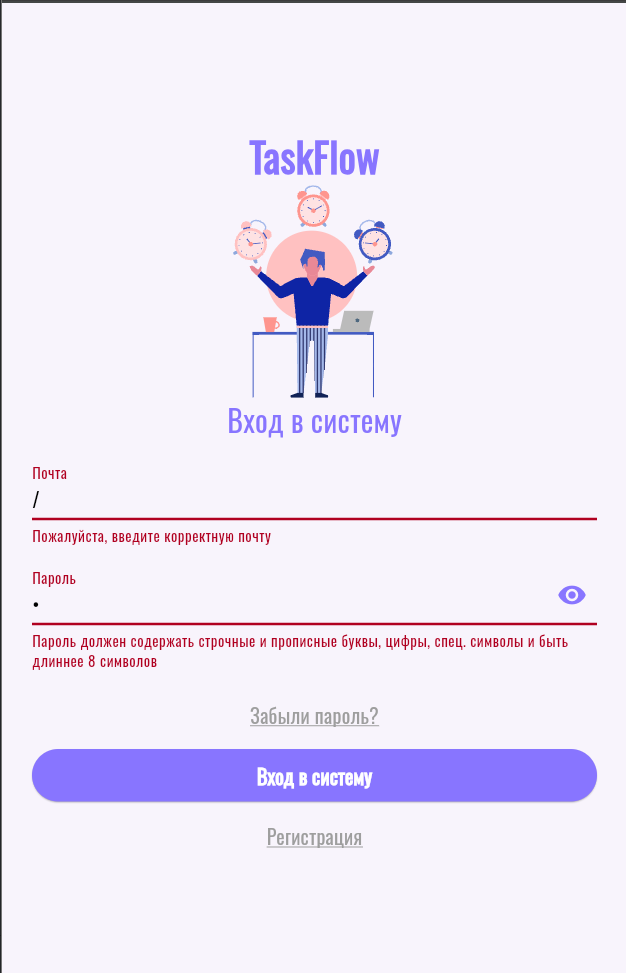 TaskFlow
Вход в систему
Почта
/
Пожалуйста, введите корректную почту
Пароль
•
Пароль должен содержать строчные и прописные буквы, цифры, спец. символы и быть
длиннее 8 символов
Забыли пароль?
Вход в систему
Регистрация